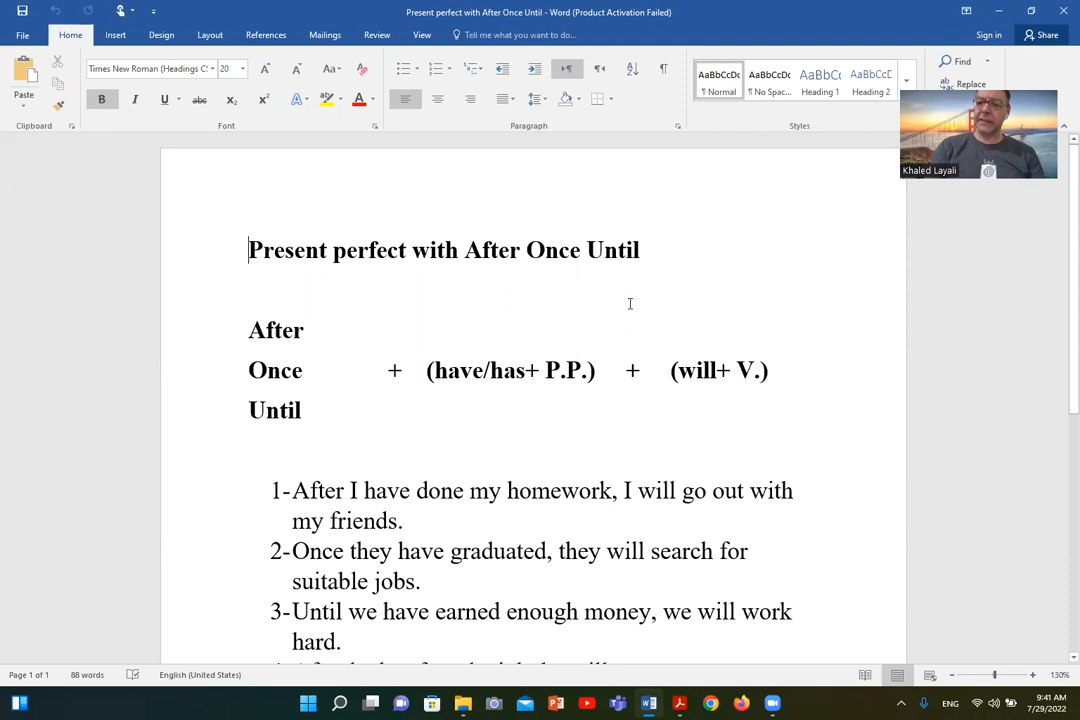 Present perfect with After Once Until - Word (Product Activation Failed)
File Home Insert Design Layout References Mailings Review View Tell me what you want to do... Sign in Share
Times New Roman (Headings C: 20 Aa Find
AaBbCcDc AaBbCcDc AaBbCc AaBbCcD Replace
Paste B I U abc X₂ X² A A ¶ Normal ¶ No Spac... Heading 1 Heading 2
Clipboard Font Paragraph Styles
Khaled Layali
Present perfect with After Once Until
After
Once + (have/has+ P.P.) + (will+ V.)
Until
1-After I have done my homework, I will go out with
my friends.
2-Once they have graduated, they will search for
suitable jobs.
3-Until we have earned enough money, we will work
hard.
Page 1 of 1 88 words English (United States) 130%
ENG 9:41 AM
7/29/2022